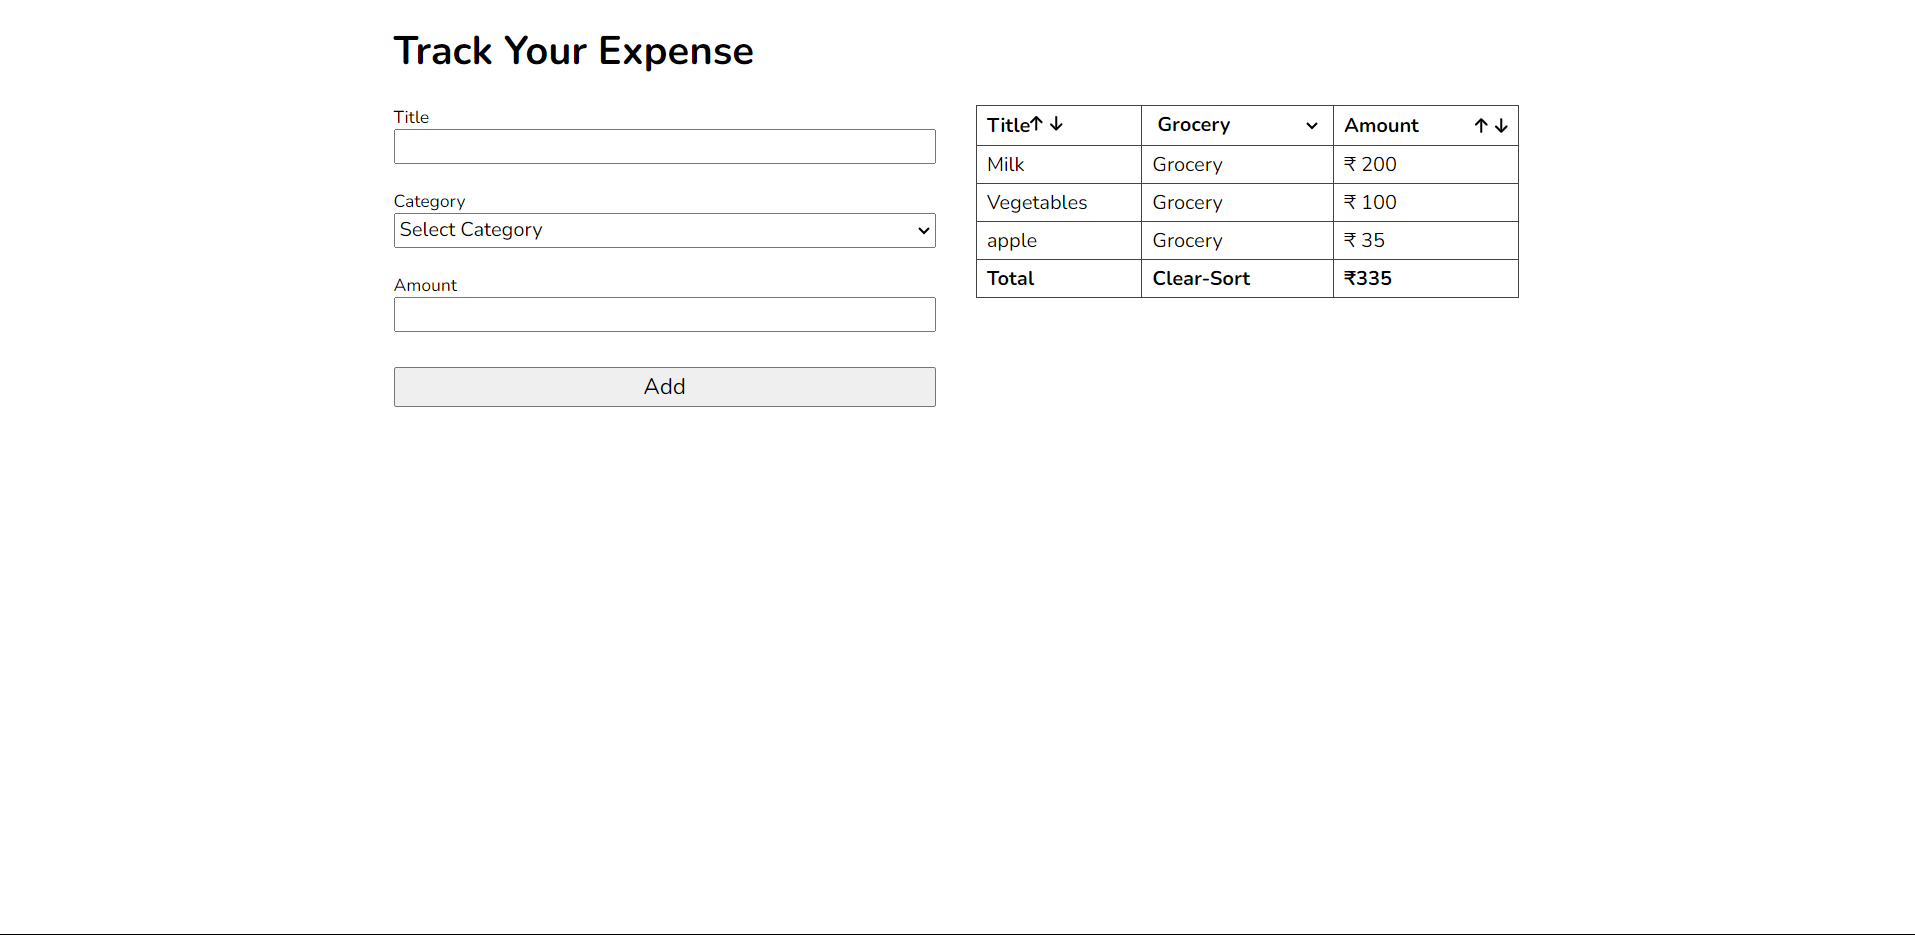 Track Your Expense
Title
Category
Select Category
Amount
Add
Title↑ ↓ Grocery Amount ↑ ↓
Milk Grocery ₹ 200
Vegetables Grocery ₹ 100
apple Grocery ₹ 35
Total Clear-Sort ₹335